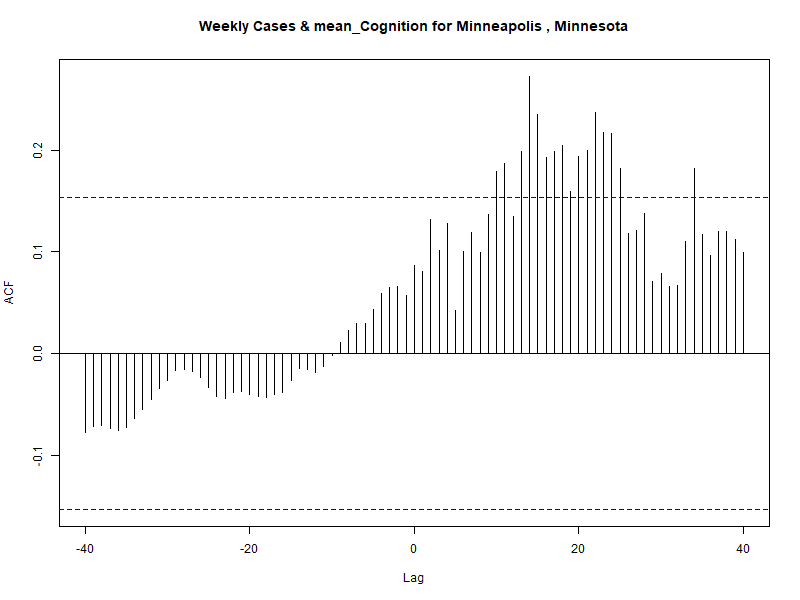 Weekly Cases & mean_Cognition for Minneapolis , Minnesota
ACF
0.2
0.1
0.0
-0.1
-40 -20 0 20 40
Lag